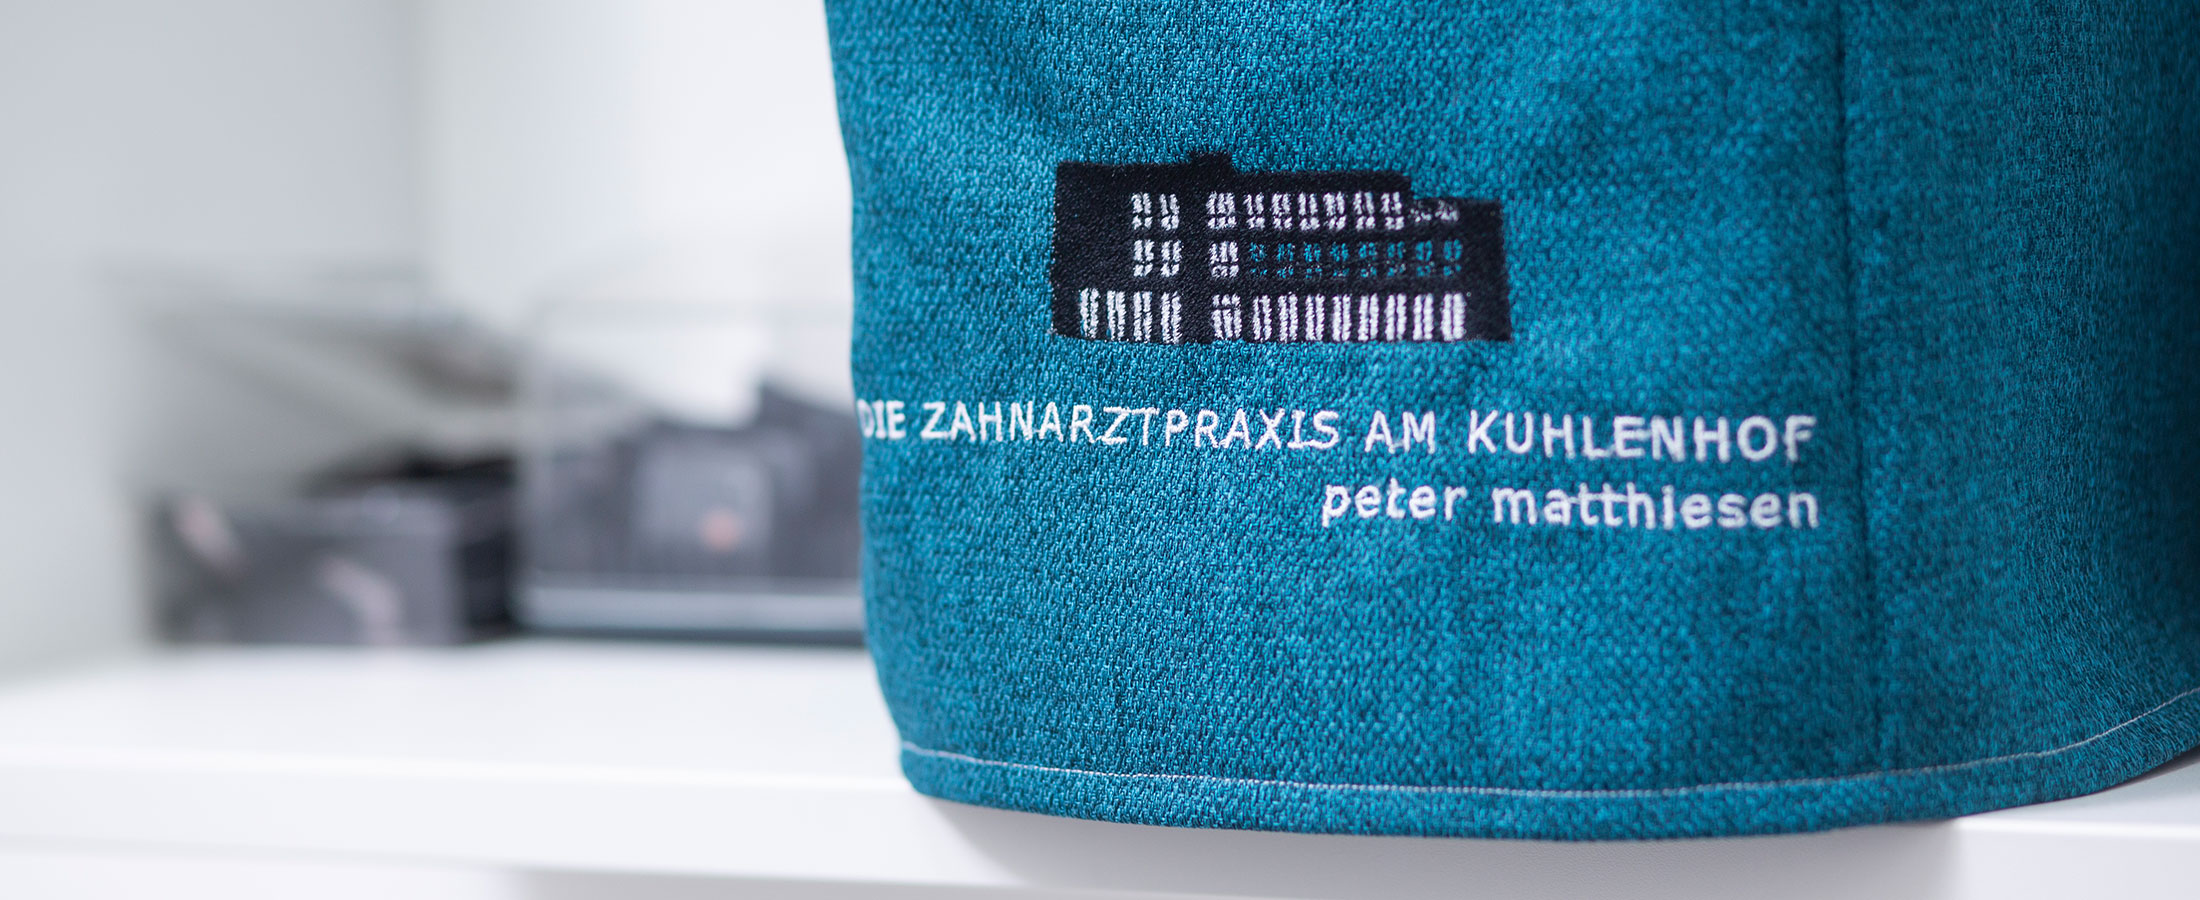 DIE ZAHNARZTPRAXIS AM KUHLENHOF
peter matthiesen